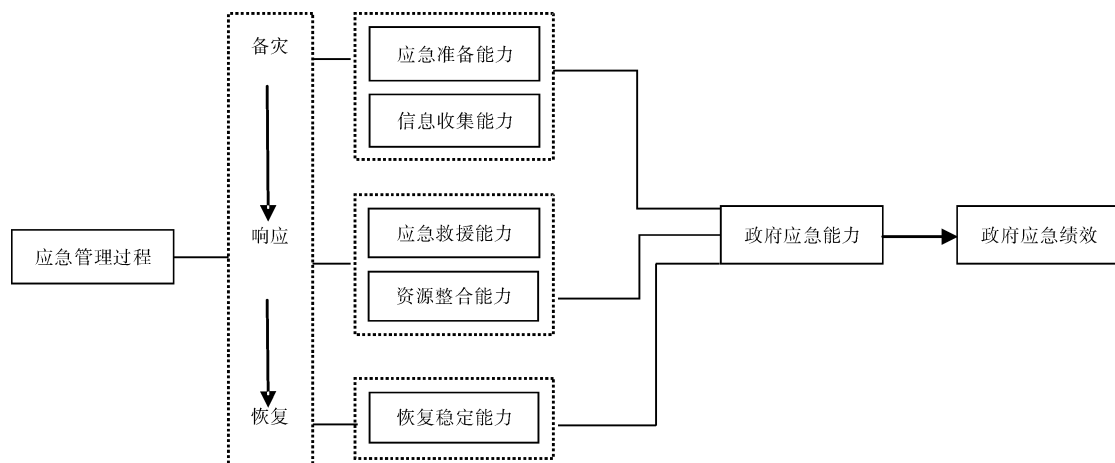 备灾
应急准备能力
信息收集能力
应急管理过程
响应
应急救援能力
资源整合能力
政府应急能力
政府应急绩效
恢复
恢复稳定能力